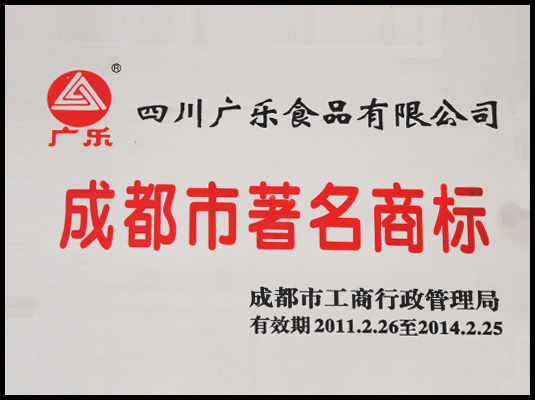 ®
广乐
四川广乐食品有限公司
成都市著名商标
成都市工商行政管理局
有效期 2011.2.26至2014.2.25